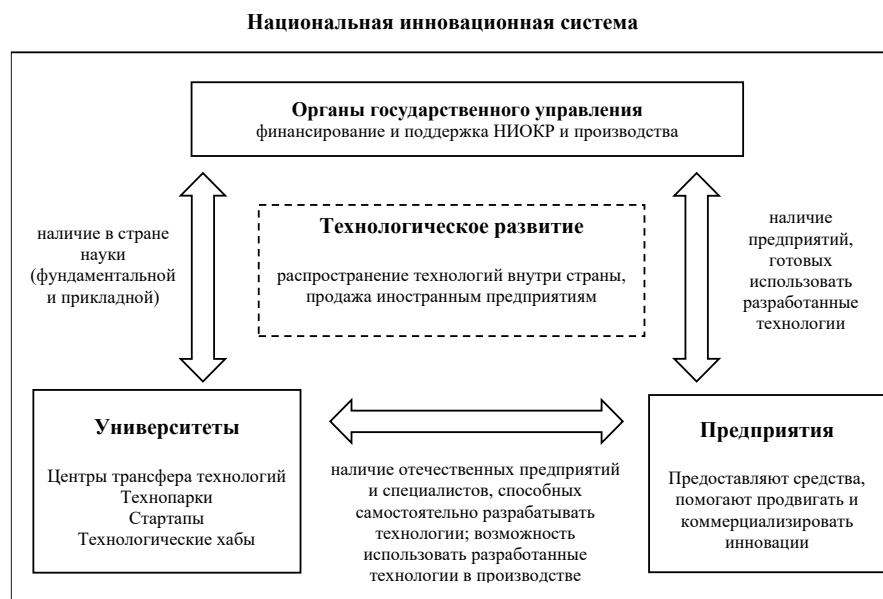 Национальная инновационная система
Органы государственного управления
финансирование и поддержка НИОКР и производства
наличие в стране
науки
(фундаментальной
и прикладной)
Технологическое развитие
распространение технологий внутри страны,
продажа иностранным предприятиям
наличие
предприятий,
готовых
использовать
разработанные
технологии
Университеты
Центры трансфера технологий
Технопарки
Стартапы
Технологические хабы
наличие отечественных предприятий
и специалистов, способных
самостоятельно разрабатывать
технологии; возможность
использовать разработанные
технологии в производстве
Предприятия
Предоставляют средства,
помогают продвигать и
коммерциализировать
инновации